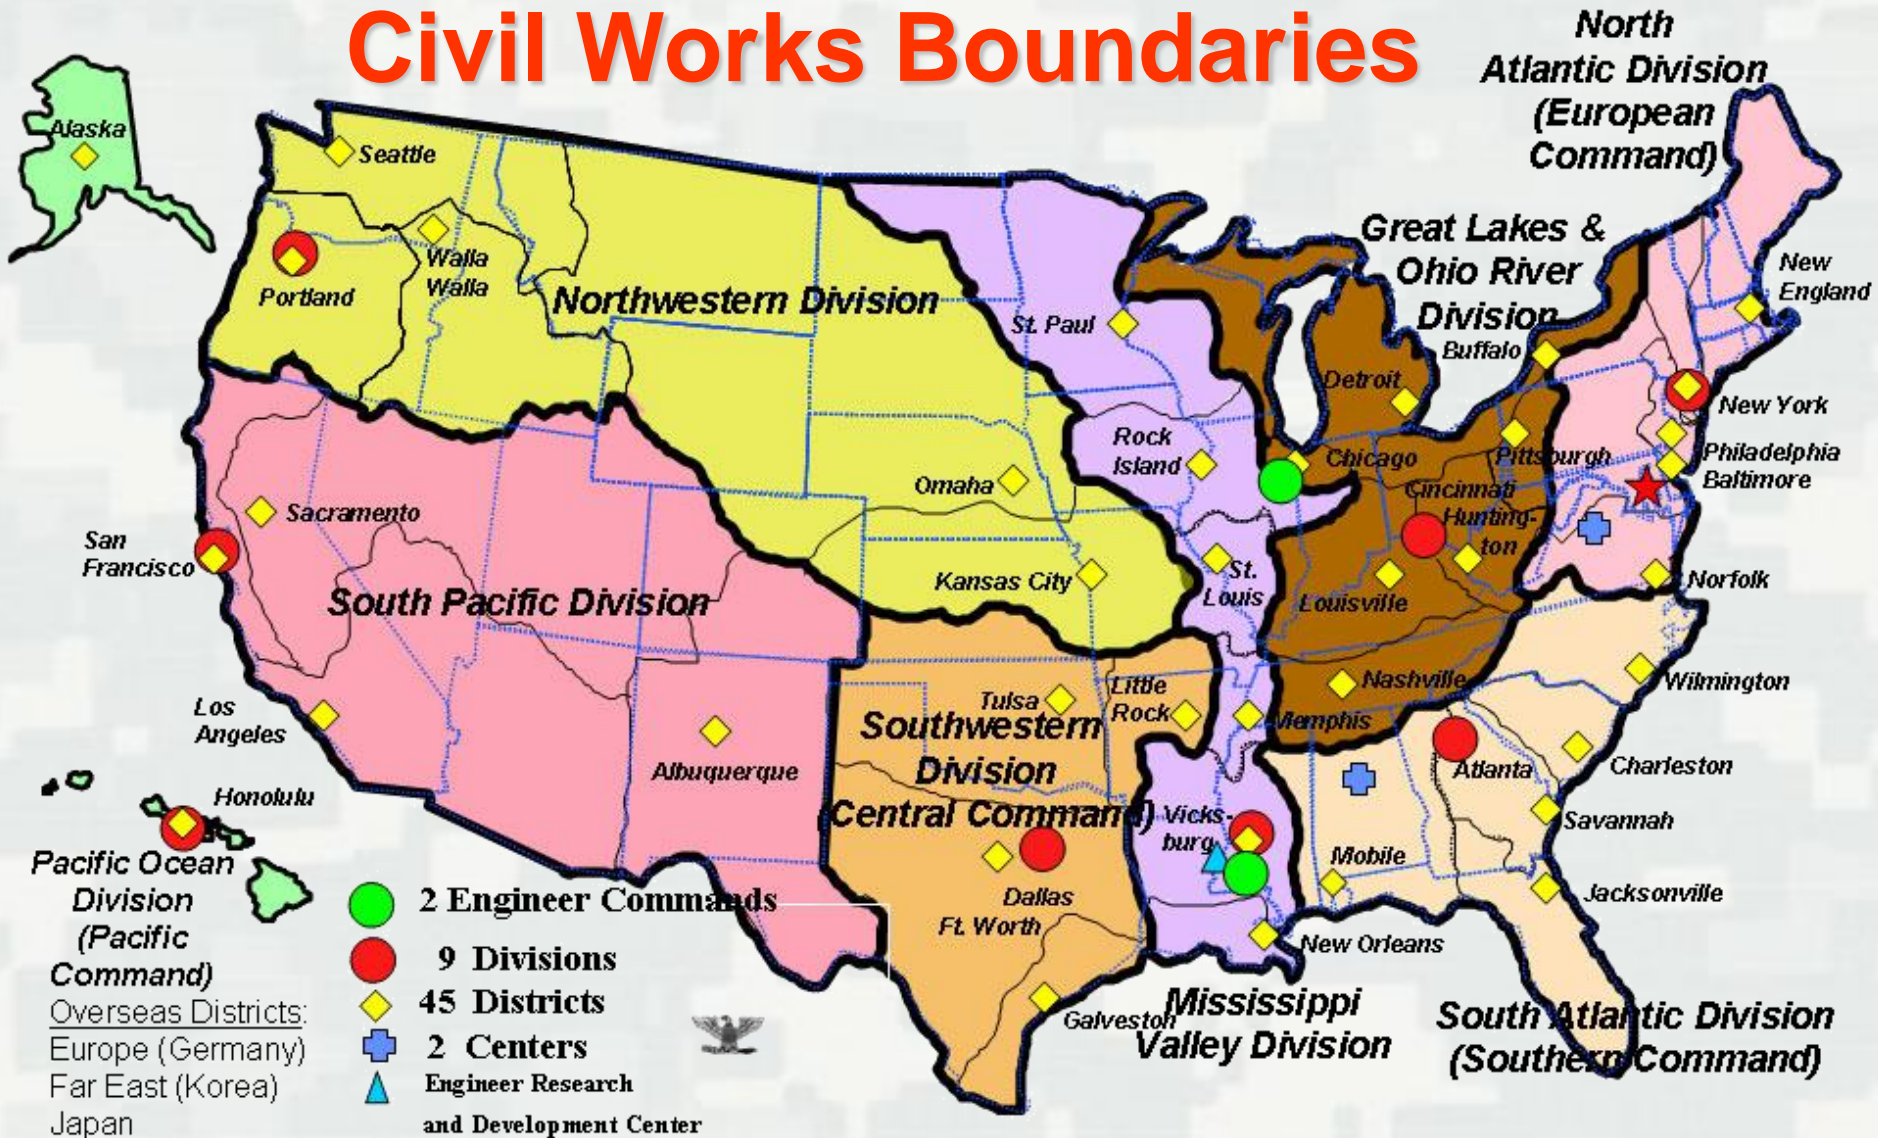 Civil Works Boundaries
North
Atlantic Division
(European
Command)
Alaska
Seattle
Walla
Walla
Portland
Northwestern Division
Great Lakes &
Ohio River
Division
New
England
St. Paul
Buffalo
Detroit
New York
Rock
Island
Chicago
Pittsburgh
Philadelphia
Baltimore
Omaha
Cincinnati
Hunting-
ton
Sacramento
San
Francisco
Kansas City
St.
Louis
Louisville
Norfolk
South Pacific Division
Nashville
Wilmington
Los
Angeles
Tulsa
Little
Rock
Memphis
Southwestern
Division
(Central Command)
Albuquerque
Atlanta
Charleston
Honolulu
Vicks-
burg
Savannah
Mobile
Pacific Ocean
Division
(Pacific
Command)
Dallas
Ft. Worth
Jacksonville
New Orleans
Galveston
Mississippi
Valley Division
South Atlantic Division
(Southern Command)
Overseas Districts:
Europe (Germany)
Far East (Korea)
Japan
2 Engineer Commands
9 Divisions
45 Districts
2 Centers
Engineer Research
and Development Center